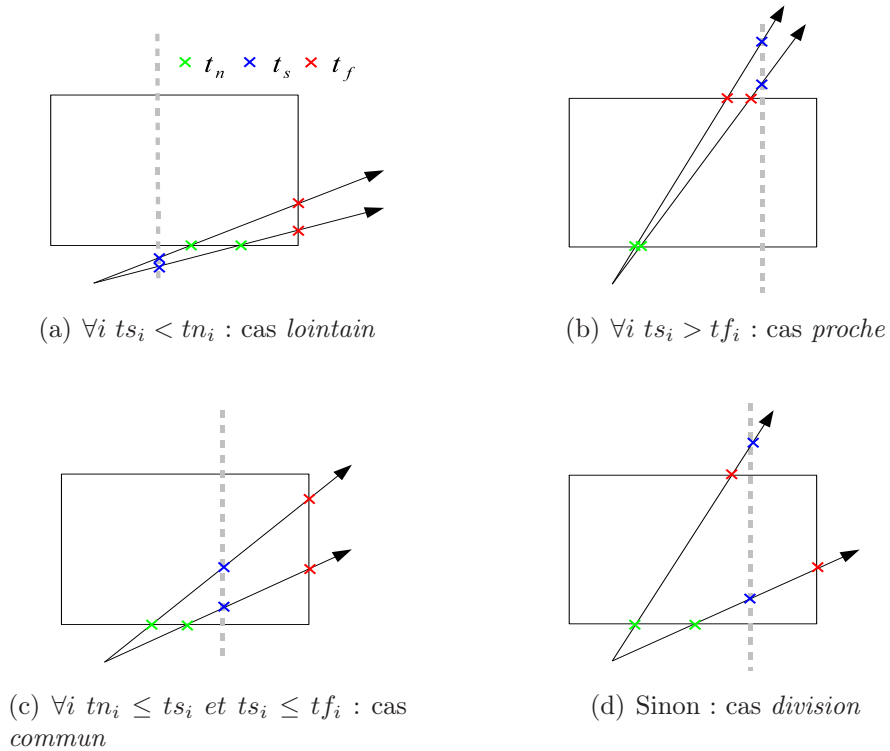 × t_n × t_s × t_f
(a) ∀i ts_i < tn_i : cas lointain
(b) ∀i ts_i > tf_i : cas proche
(c) ∀i tn_i ≤ ts_i et ts_i ≤ tf_i : cas
commun
(d) Sinon : cas division